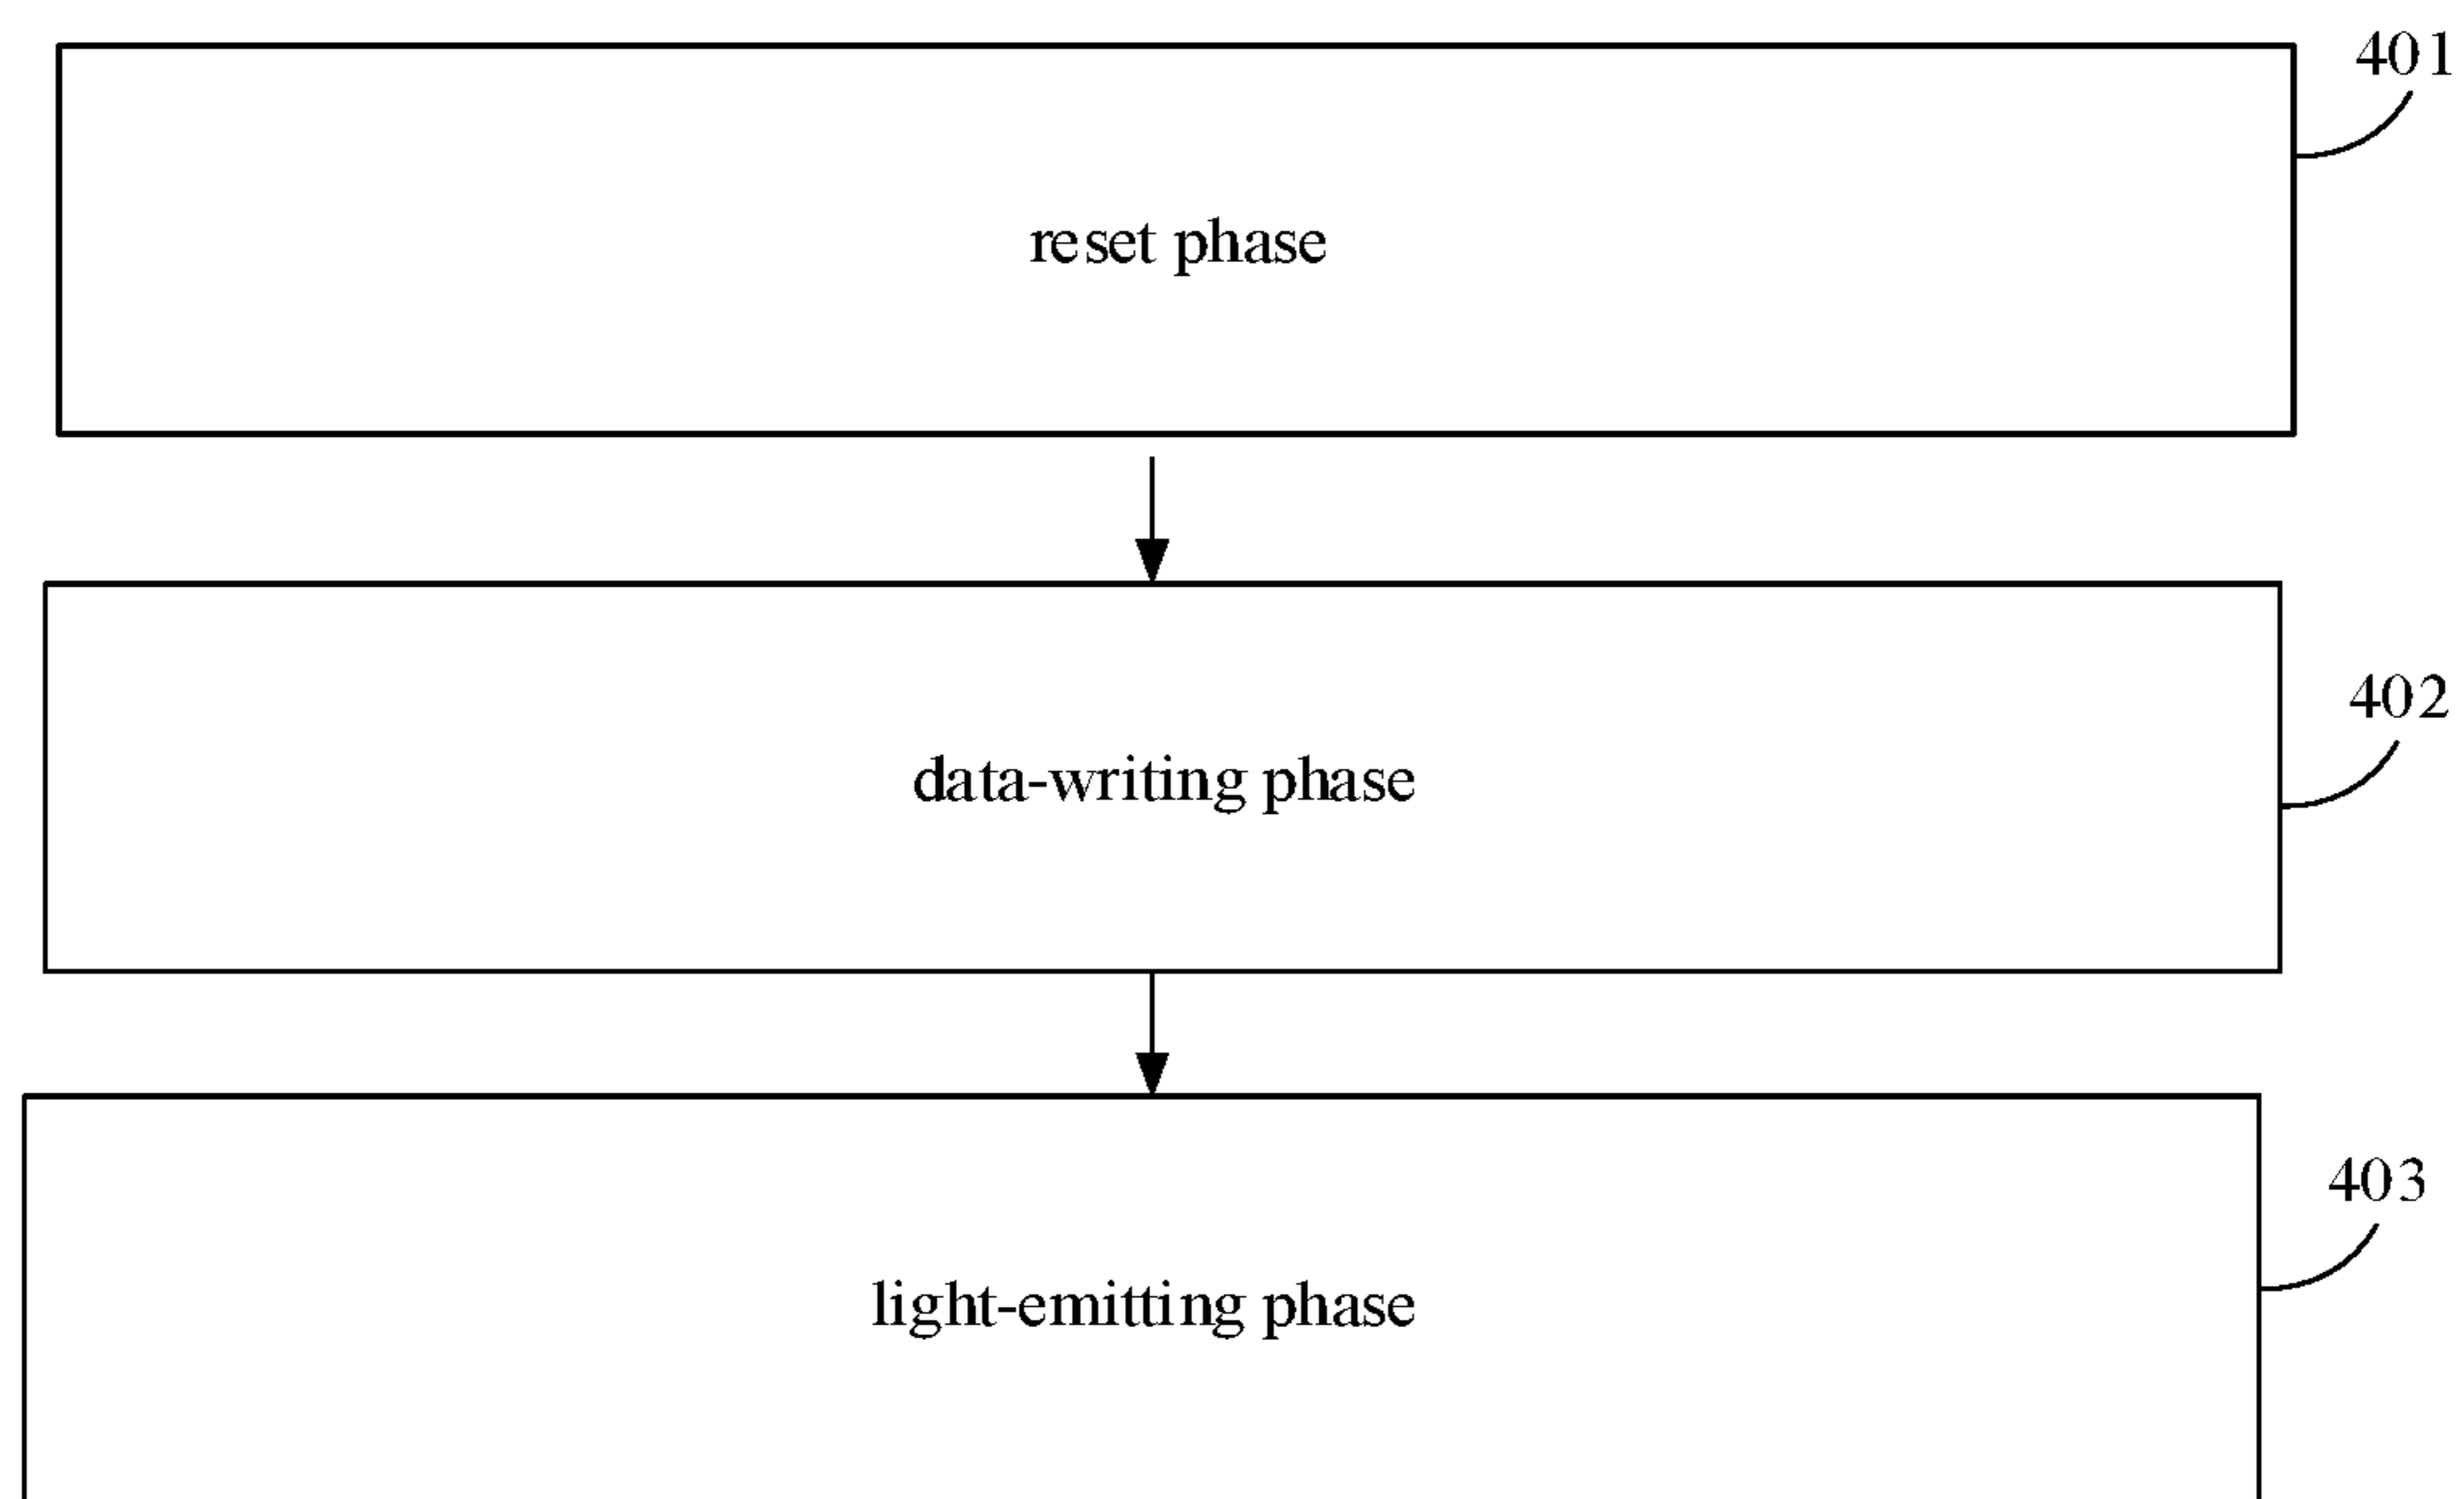 401
reset phase
402
data-writing phase
403
light-emitting phase